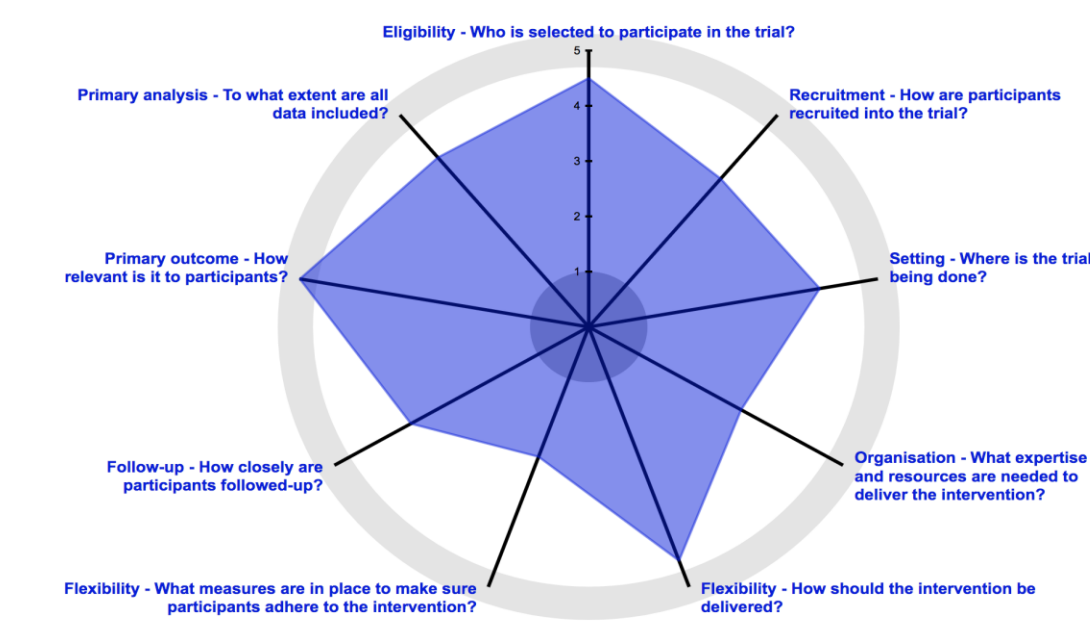 Eligibility - Who is selected to participate in the trial?
5
4
3
2
1
Recruitment - How are participants
recruited into the trial?
Setting - Where is the trial
being done?
Organisation - What expertise
and resources are needed to
deliver the intervention?
Flexibility - How should the intervention be
delivered?
Flexibility - What measures are in place to make sure
participants adhere to the intervention?
Follow-up - How closely are
participants followed-up?
Primary outcome - How
relevant is it to participants?
Primary analysis - To what extent are all
data included?